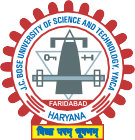 J.C. BOSE UNIVERSITY OF SCIENCE AND TECHNOLOGY, YMCA
FARIDABAD
HARYANA
विद्या परम् भूषणम्